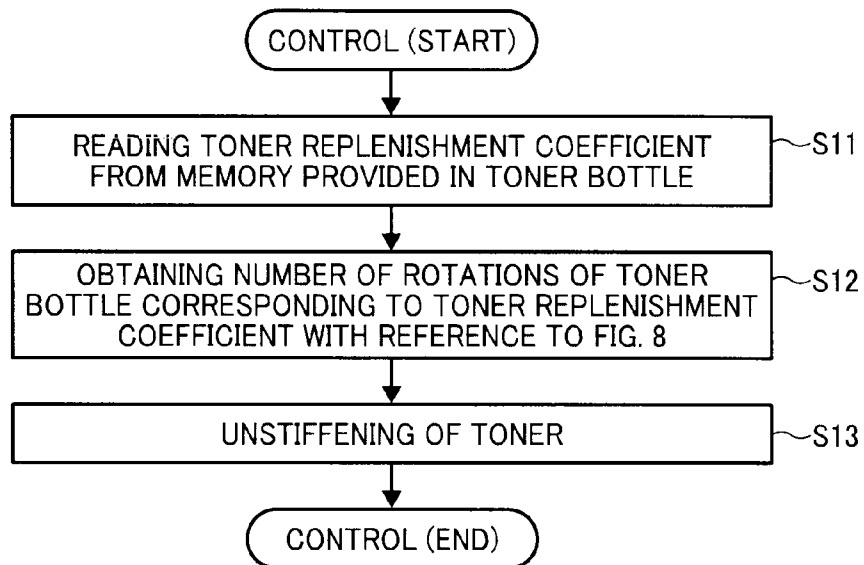 CONTROL (START)
READING TONER REPLENISHMENT COEFFICIENT
FROM MEMORY PROVIDED IN TONER BOTTLE
S11
OBTAINING NUMBER OF ROTATIONS OF TONER
BOTTLE CORRESPONDING TO TONER REPLENISHMENT
COEFFICIENT WITH REFERENCE TO FIG. 8
S12
UNSTIFFENING OF TONER
S13
CONTROL (END)